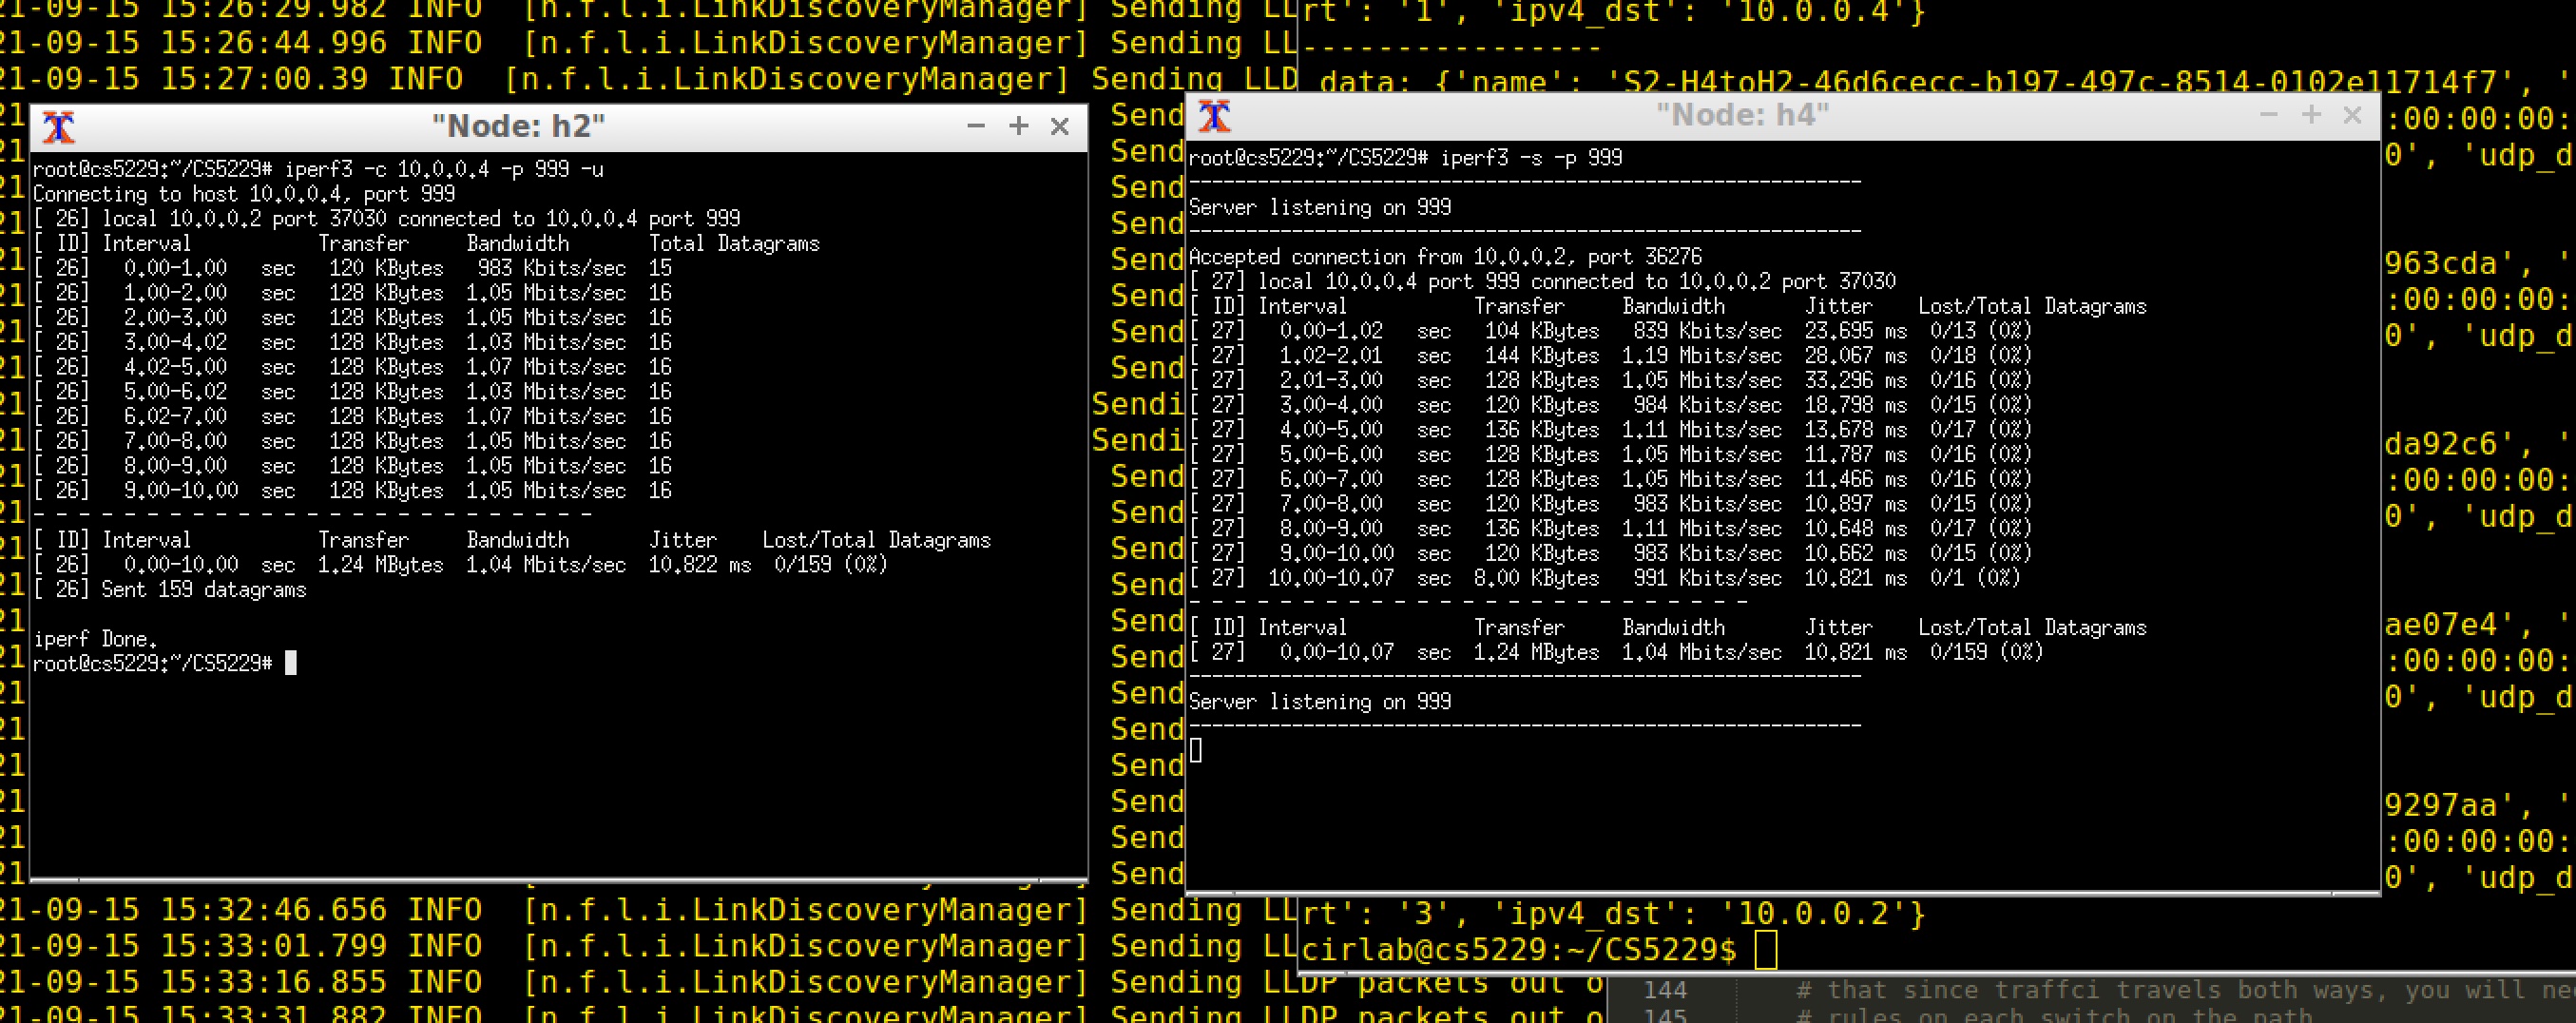 21-09-15 15:26:29.982 INFO  [n.f.l.i.LinkDiscoveryManager] Sending LL
21-09-15 15:26:44.996 INFO  [n.f.l.i.LinkDiscoveryManager] Sending LL
21-09-15 15:27:00.39 INFO  [n.f.l.i.LinkDiscoveryManager] Sending LLD
rt': '1', 'ipv4_dst': '10.0.0.4'}
----------------
data: {'name': 'S2-H4toH2-46d6cecc-b197-497c-8514-0102e11714f7', '
"Node: h2"
root@cs5229:~/CS5229# iperf3 -c 10.0.0.4 -p 999 -u
Connecting to host 10.0.0.4, port 999
[ 26] local 10.0.0.2 port 37030 connected to 10.0.0.4 port 999
[ ID] Interval           Transfer     Bandwidth       Total Datagrams
[ 26]   0.00-1.00   sec   120 KBytes   983 Kbits/sec  15
[ 26]   1.00-2.00   sec   128 KBytes  1.05 Mbits/sec  16
[ 26]   2.00-3.00   sec   128 KBytes  1.05 Mbits/sec  16
[ 26]   3.00-4.02   sec   128 KBytes  1.03 Mbits/sec  16
[ 26]   4.02-5.00   sec   128 KBytes  1.07 Mbits/sec  16
[ 26]   5.00-6.02   sec   128 KBytes  1.03 Mbits/sec  16
[ 26]   6.02-7.00   sec   128 KBytes  1.07 Mbits/sec  16
[ 26]   7.00-8.00   sec   128 KBytes  1.05 Mbits/sec  16
[ 26]   8.00-9.00   sec   128 KBytes  1.05 Mbits/sec  16
[ 26]   9.00-10.00  sec   128 KBytes  1.05 Mbits/sec  16
- - - - - - - - - - - - - - - - - - - - - - - - -
[ ID] Interval           Transfer     Bandwidth       Jitter    Lost/Total Datagrams
[ 26]   0.00-10.00  sec  1.24 MBytes  1.04 Mbits/sec  10.822 ms  0/159 (0%)
[ 26] Sent 159 datagrams
iperf Done.
root@cs5229:~/CS5229#
"Node: h4"
root@cs5229:~/CS5229# iperf3 -s -p 999
-----------------------------------------------------------
Server listening on 999
-----------------------------------------------------------
Accepted connection from 10.0.0.2, port 36276
[ 27] local 10.0.0.4 port 999 connected to 10.0.0.2 port 37030
[ ID] Interval           Transfer     Bandwidth       Jitter    Lost/Total Datagrams
[ 27]   0.00-1.02   sec   104 KBytes   839 Kbits/sec  23.695 ms  0/13 (0%)
[ 27]   1.02-2.01   sec   144 KBytes  1.19 Mbits/sec  28.067 ms  0/18 (0%)
[ 27]   2.01-3.00   sec   128 KBytes  1.05 Mbits/sec  33.296 ms  0/16 (0%)
[ 27]   3.00-4.00   sec   120 KBytes   984 Kbits/sec  18.798 ms  0/15 (0%)
[ 27]   4.00-5.00   sec   136 KBytes  1.11 Mbits/sec  13.678 ms  0/17 (0%)
[ 27]   5.00-6.00   sec   128 KBytes  1.05 Mbits/sec  11.787 ms  0/16 (0%)
[ 27]   6.00-7.00   sec   128 KBytes  1.05 Mbits/sec  11.466 ms  0/16 (0%)
[ 27]   7.00-8.00   sec   120 KBytes   983 Kbits/sec  10.897 ms  0/15 (0%)
[ 27]   8.00-9.00   sec   136 KBytes  1.11 Mbits/sec  10.648 ms  0/17 (0%)
[ 27]   9.00-10.00  sec   120 KBytes   983 Kbits/sec  10.662 ms  0/15 (0%)
[ 27]  10.00-10.07  sec  8.00 KBytes   991 Kbits/sec  10.821 ms  0/1 (0%)
- - - - - - - - - - - - - - - - - - - - - - - - -
[ ID] Interval           Transfer     Bandwidth       Jitter    Lost/Total Datagrams
[ 27]   0.00-10.07  sec  1.24 MBytes  1.04 Mbits/sec  10.821 ms  0/159 (0%)
-----------------------------------------------------------
Server listening on 999
-----------------------------------------------------------
:00:00:00:
0', 'udp_d
963cda', '
:00:00:00:
0', 'udp_d
da92c6', '
:00:00:00:
0', 'udp_d
ae07e4', '
:00:00:00:
0', 'udp_d
9297aa', '
:00:00:00:
0', 'udp_d
21-09-15 15:32:46.656 INFO  [n.f.l.i.LinkDiscoveryManager] Sending LL
21-09-15 15:33:01.799 INFO  [n.f.l.i.LinkDiscoveryManager] Sending LL
21-09-15 15:33:16.855 INFO  [n.f.l.i.LinkDiscoveryManager] Sending LLDP packets out o
21-09-15 15:33:31.882 INFO  [n.f.l.i.LinkDiscoveryManager] Sending LLDP packets out o
rt': '3', 'ipv4_dst': '10.0.0.2'}
cirlab@cs5229:~/CS5229$
144 # that since traffci travels both ways, you will nee
145 # rules on each switch on the path